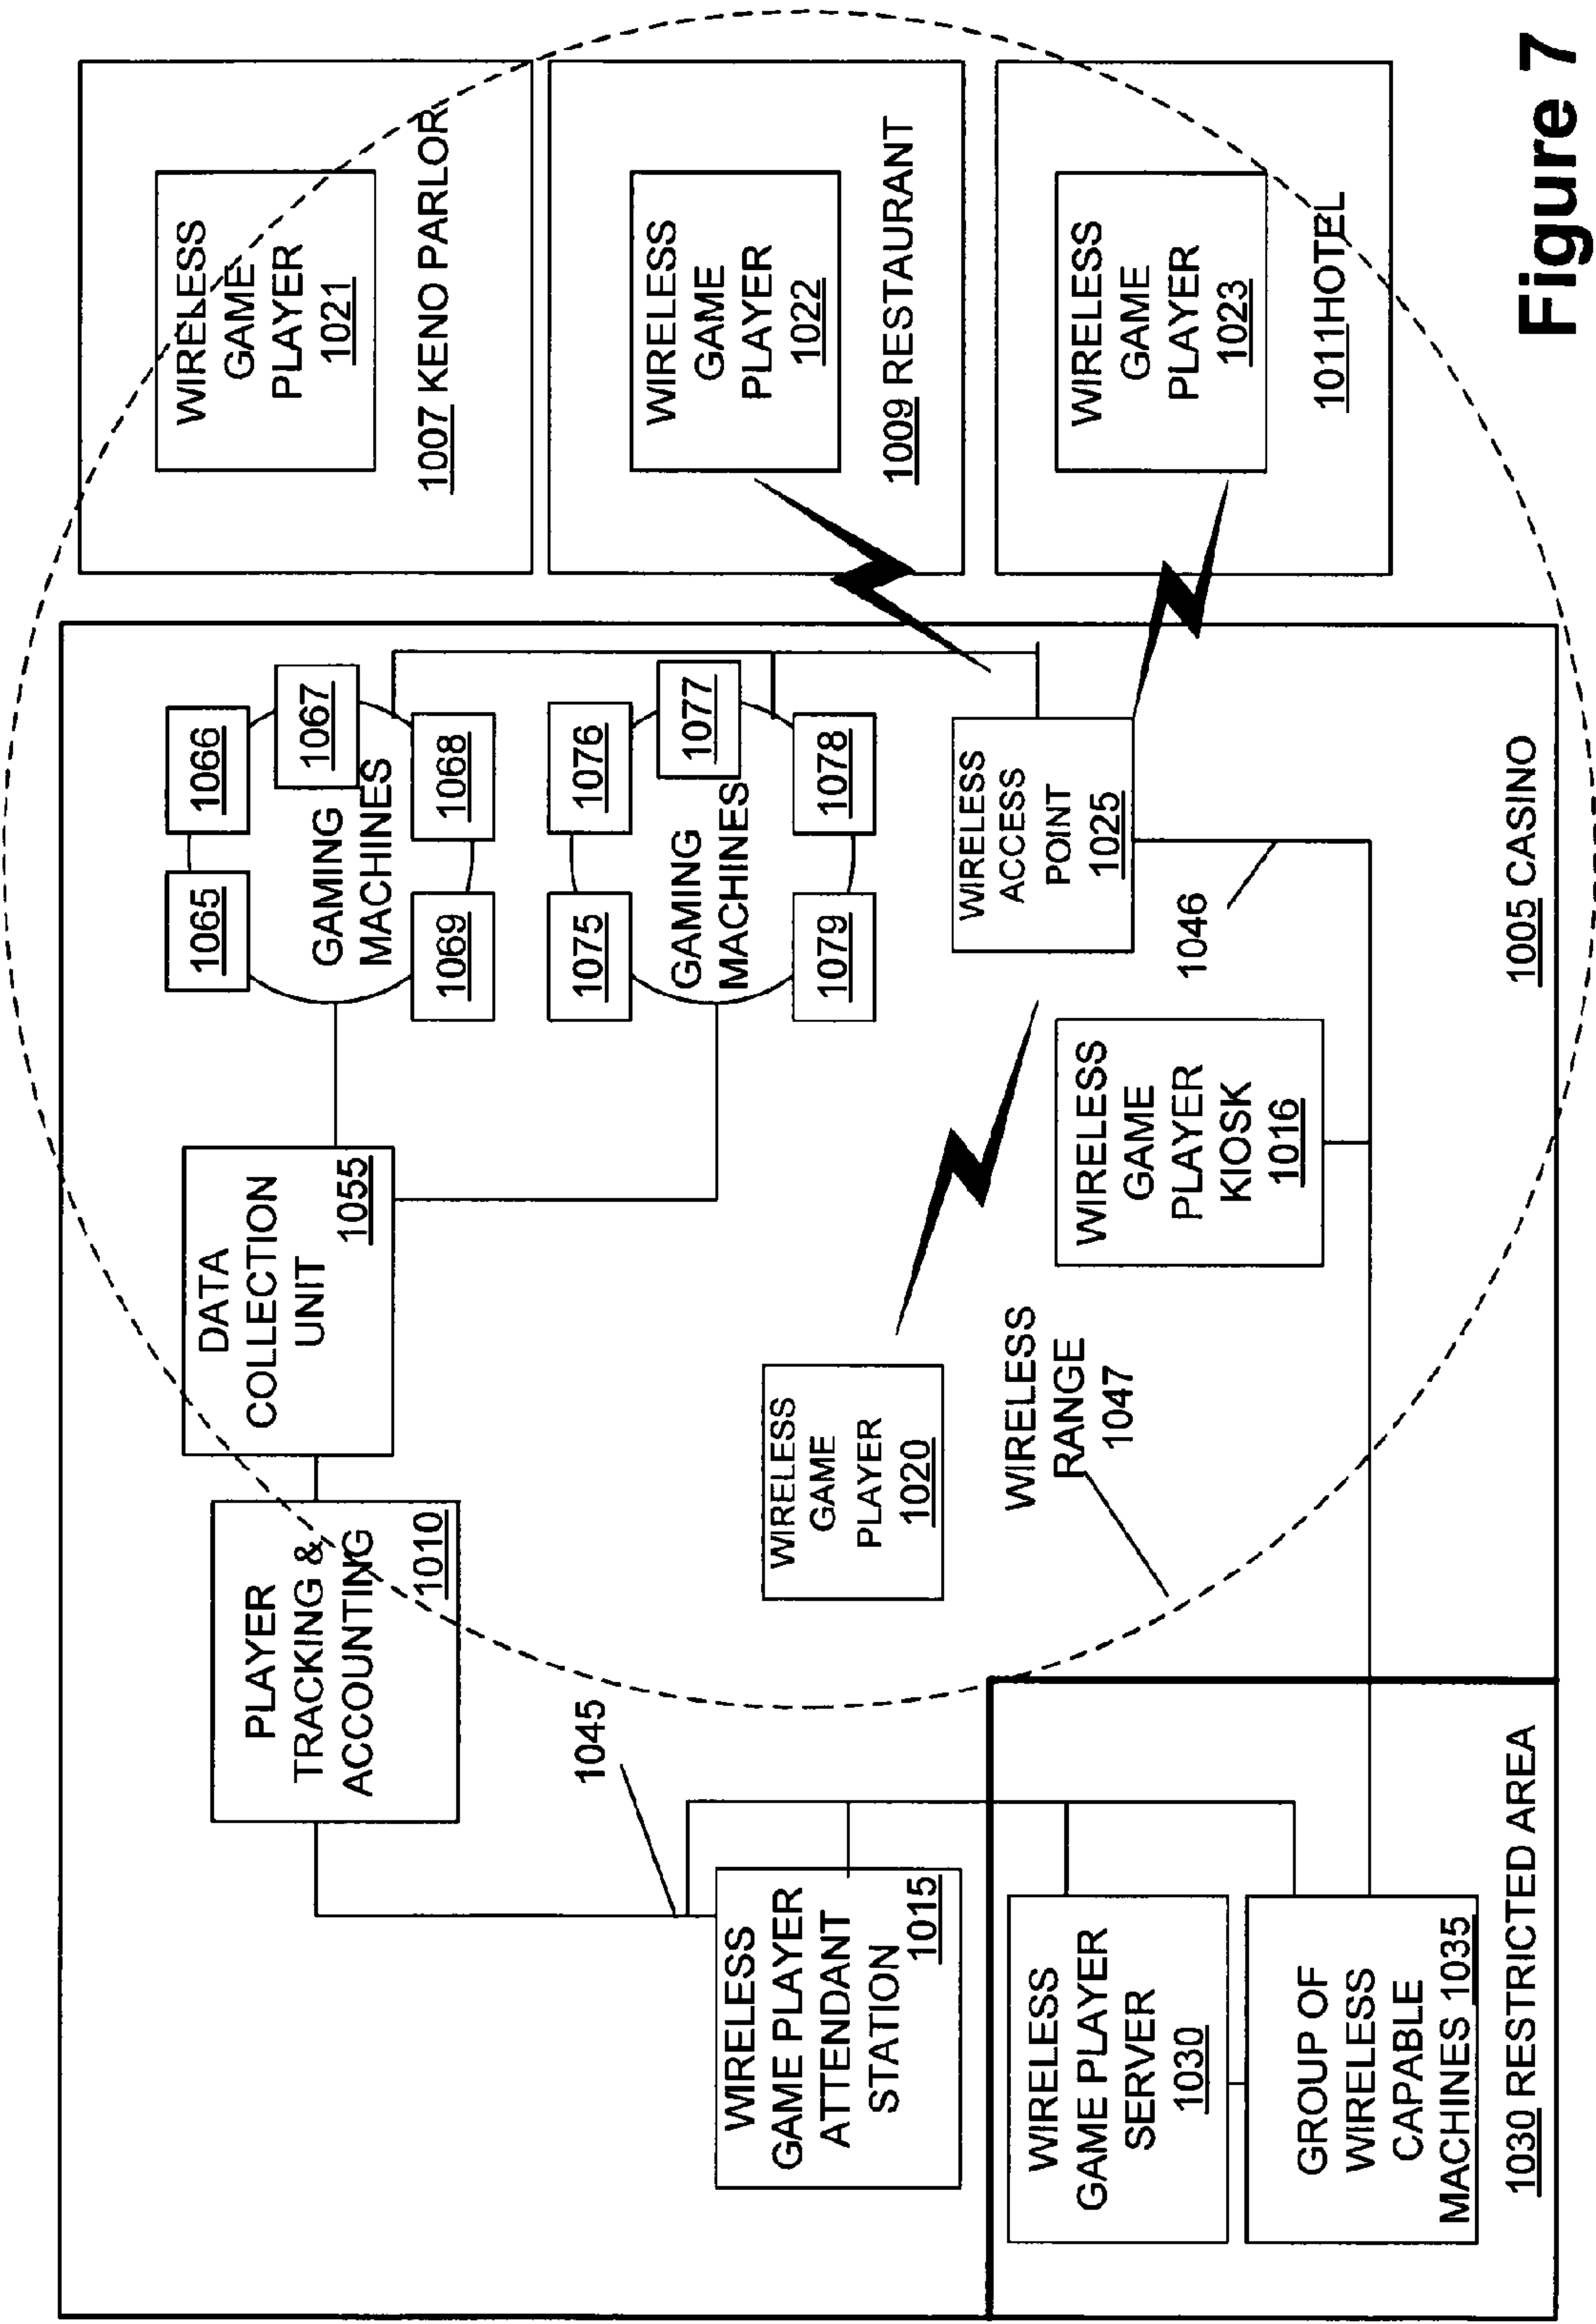 PLAYER
TRACKING &
ACCOUNTING
1010
DATA
COLLECTION
UNIT
1055
1065
1066
1067
GAMING
MACHINES
1069
1068
1075
1076
1077
GAMING
MACHINES
1079
1078
WIRELESS
GAME
PLAYER
1021
1007 KENO PARLOR
WIRELESS
GAME
PLAYER
1022
1009 RESTAURANT
WIRELESS
GAME
PLAYER
1023
1011HOTEL
1045
WIRELESS
GAME PLAYER
ATTENDANT
STATION
1015
WIRELESS
GAME
PLAYER
1020
WIRELESS
ACCESS
POINT
1025
1046
WIRELESS
RANGE
1047
WIRELESS
GAME
PLAYER
KIOSK
1016
WIRELESS
GAME PLAYER
SERVER
1030
GROUP OF
WIRELESS
CAPABLE
MACHINES 1035
1030 RESTRICTED AREA
1005 CASINO
Figure 7